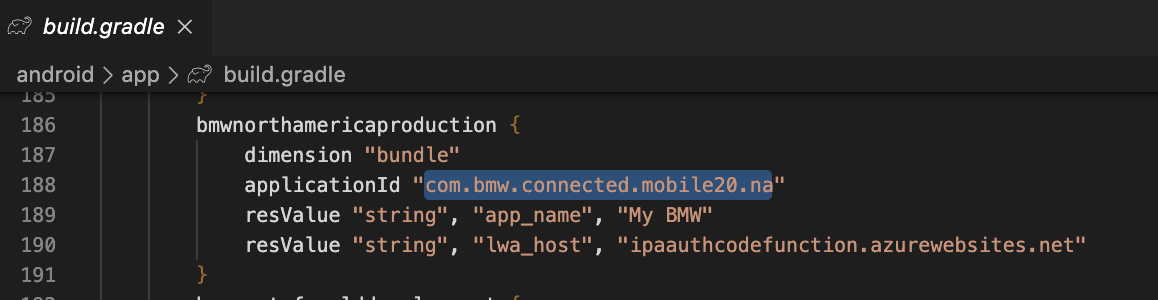 build.gradle
android > app > build.gradle
185 }
186 bmwnorthamericaproduction {
187 dimension "bundle"
188 applicationId "com.bmw.connected.mobile20.na"
189 resValue "string", "app_name", "My BMW"
190 resValue "string", "lwa_host", "ipaauthcodefunction.azurewebsites.net"
191 }